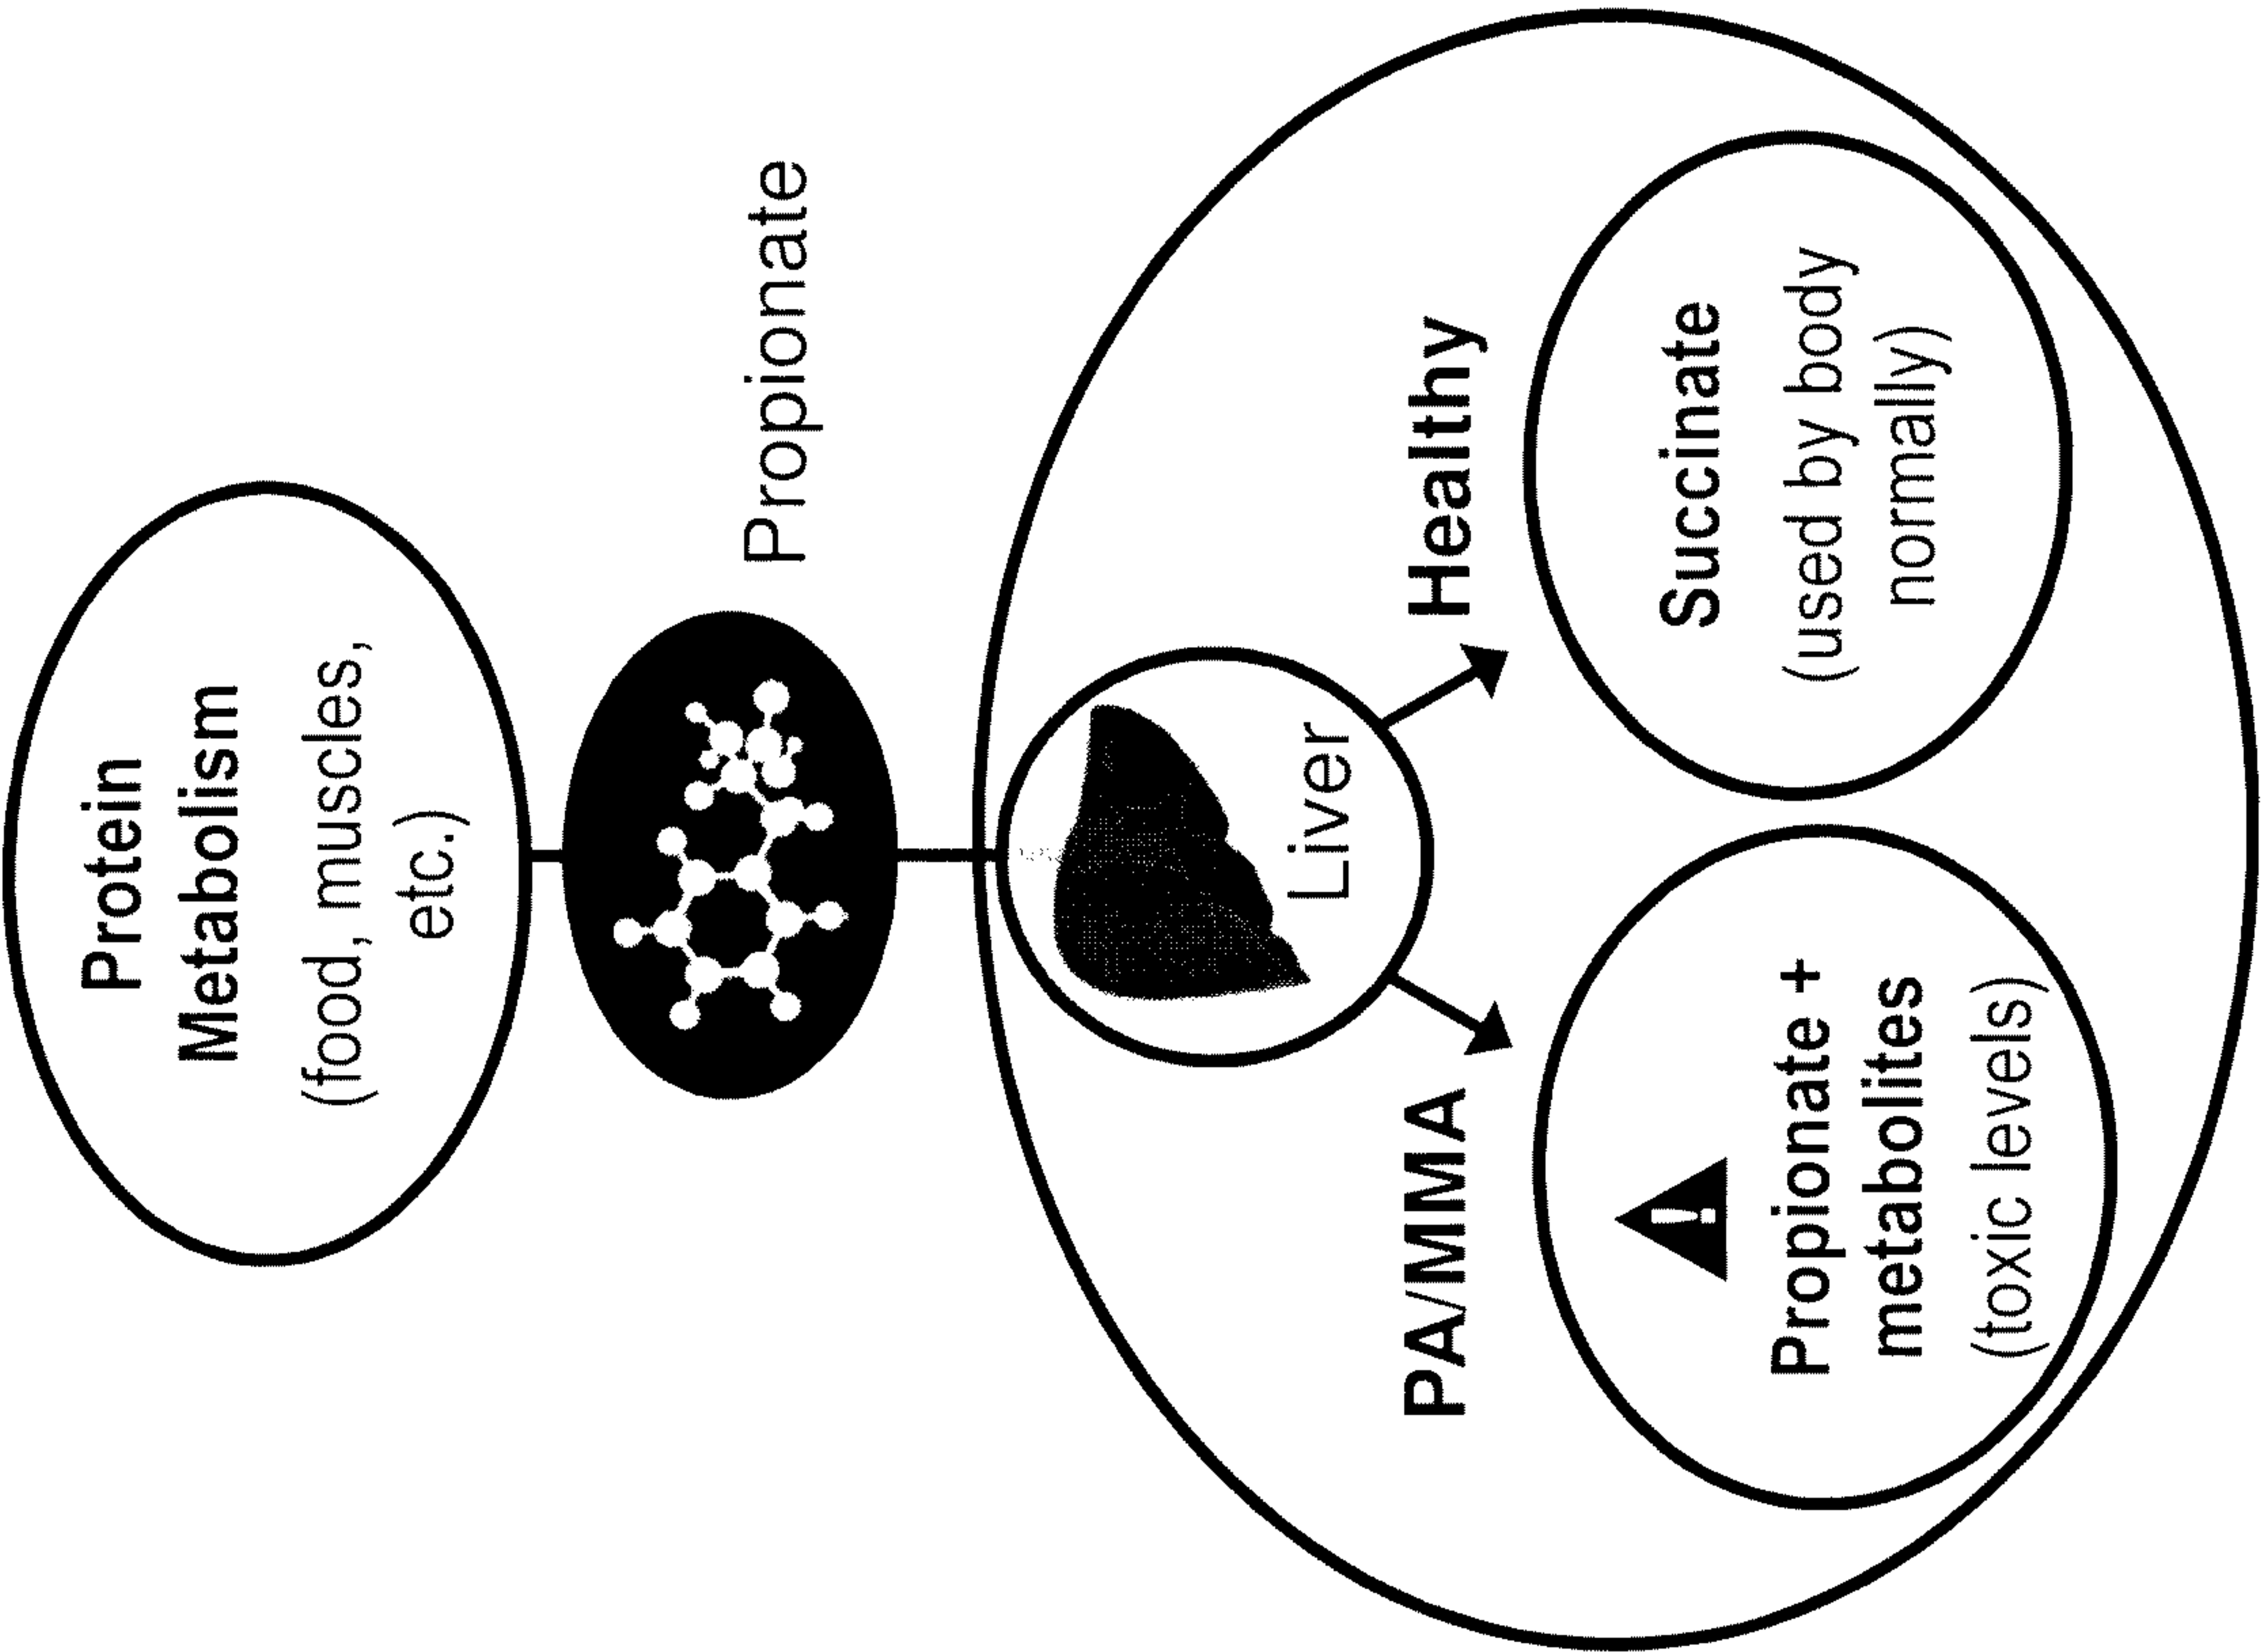 Protein
Metabolism
(food, muscles,
etc.)
Propionate
Liver
PA/MMA
Healthy
Propionate +
metabolites
(toxic levels)
Succinate
(used by body
normally)